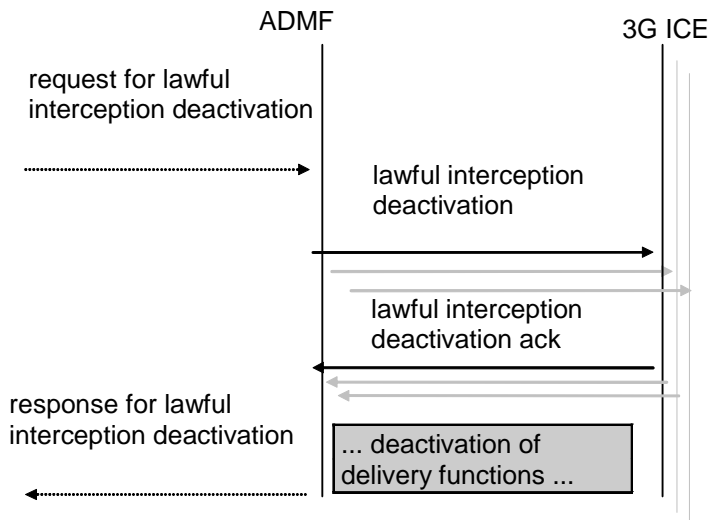 ADMF
3G ICE
request for lawful
interception deactivation
lawful interception
deactivation
lawful interception
deactivation ack
response for lawful
interception deactivation
... deactivation of
delivery functions ...